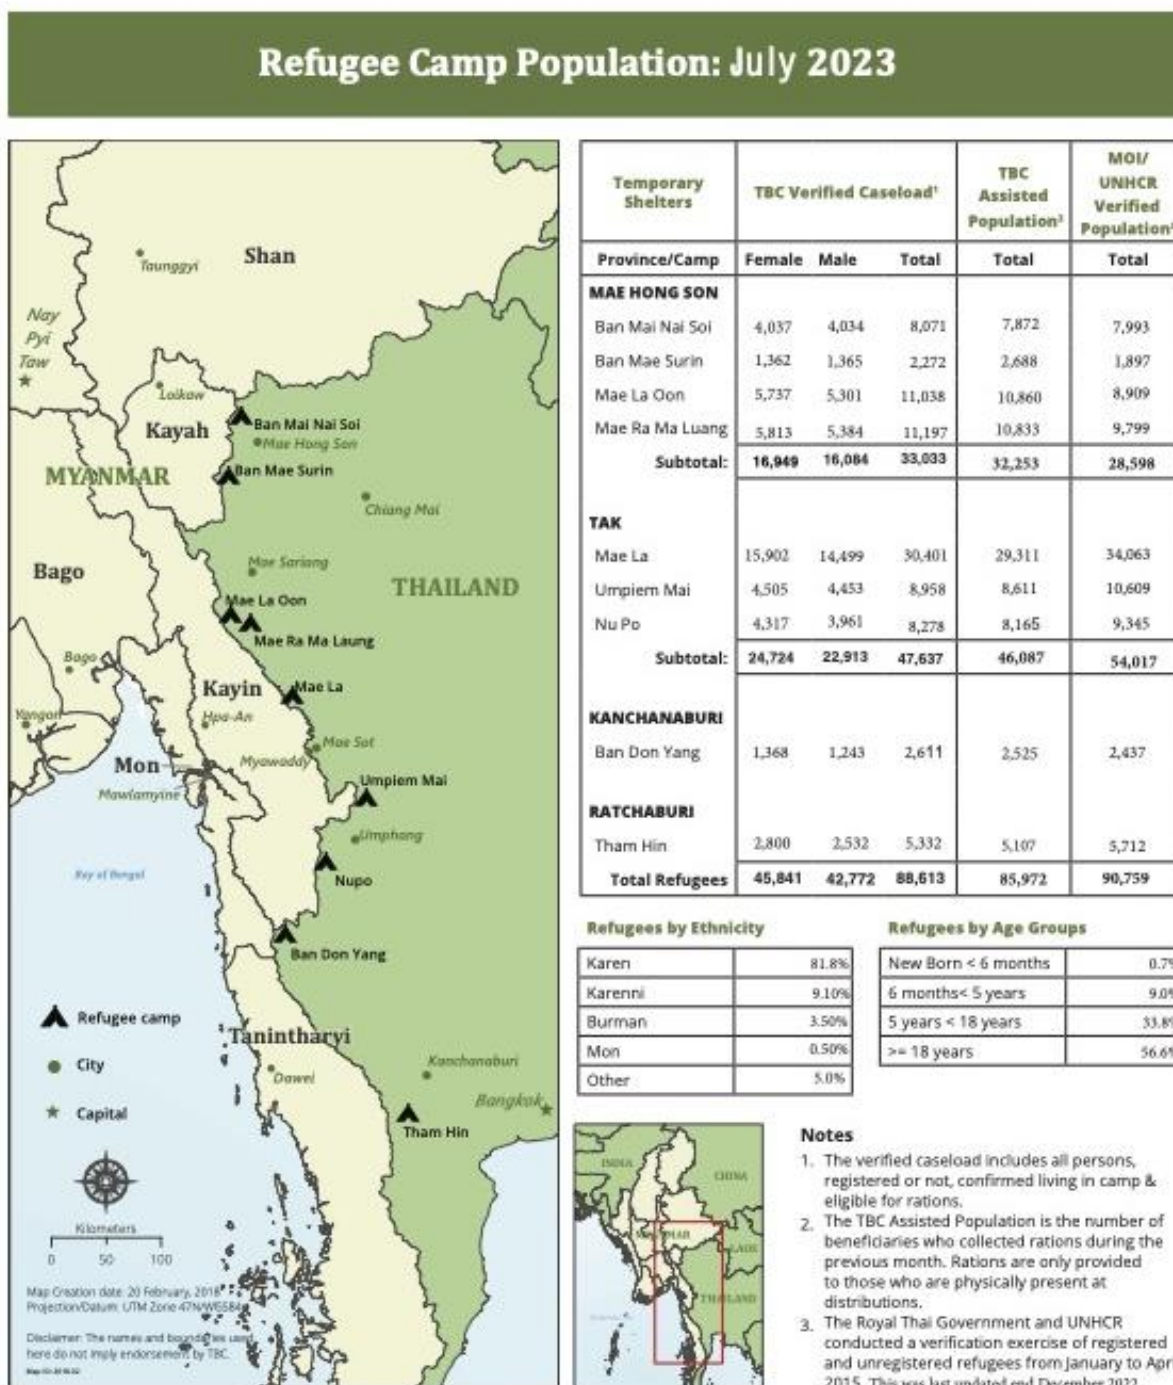 Refugee Camp Population: July 2023
Shan
Taunggyi
Nay
Pyi
Taw
Loikaw
Kayah
Ban Mai Nai Soi
Mae Hong Son
MYANMAR
Ban Mae Surin
Chiang Mai
Bago
Mae Sariang
THAILAND
Mae La Oon
Mae Ra Ma Laung
Bago
Kayin
Mae La
Hpa-An
Yangon
Mae Sot
Myawaddy
Mon
Mawlamyine
Umpiem Mai
Umphang
Bay of Bengal
Nupo
Ban Don Yang
Refugee camp
Tanintharyi
City
Kanchanaburi
Dawei
Bangkok
Capital
Tham Hin
Kilometers
0 50 100
Map Creation date: 20 February, 2018
Projection/Datum: UTM Zone 47N/WGS84
Disclaimer: The names and boundaries used
here do not imply endorsement by TBC.
Temporary Shelters TBC Verified Caseload¹ TBC Assisted Population³ MOI/ UNHCR Verified Population
Province/Camp Female Male Total Total Total
MAE HONG SON
Ban Mai Nai Soi 4,037 4,034 8,071 7,872 7,993
Ban Mae Surin 1,362 1,365 2,272 2,688 1,897
Mae La Oon 5,737 5,301 11,038 10,860 8,909
Mae Ra Ma Luang 5,813 5,384 11,197 10,833 9,799
Subtotal: 16,949 16,084 33,033 32,253 28,598
TAK
Mae La 15,902 14,499 30,401 29,311 34,063
Umpiem Mai 4,505 4,453 8,958 8,611 10,609
Nu Po 4,317 3,961 8,278 8,165 9,345
Subtotal: 24,724 22,913 47,637 46,087 54,017
KANCHANABURI
Ban Don Yang 1,368 1,243 2,611 2,525 2,437
RATCHABURI
Tham Hin 2,800 2,532 5,332 5,107 5,712
Total Refugees 45,841 42,772 88,613 85,972 90,759
Refugees by Ethnicity
Karen 81.8%
Karenni 9.10%
Burman 3.50%
Mon 0.50%
Other 5.0%
Refugees by Age Groups
New Born < 6 months 0.7%
6 months< 5 years 9.0%
5 years < 18 years 33.8%
>= 18 years 56.6%
INDIA
CHINA
LAOS
THAILAND
Notes
1. The verified caseload includes all persons,
registered or not, confirmed living in camp &
eligible for rations.
2. The TBC Assisted Population is the number of
beneficiaries who collected rations during the
previous month. Rations are only provided
to those who are physically present at
distributions.
3. The Royal Thai Government and UNHCR
conducted a verification exercise of registered
and unregistered refugees from January to Apri
2015. This was last updated end December 2022